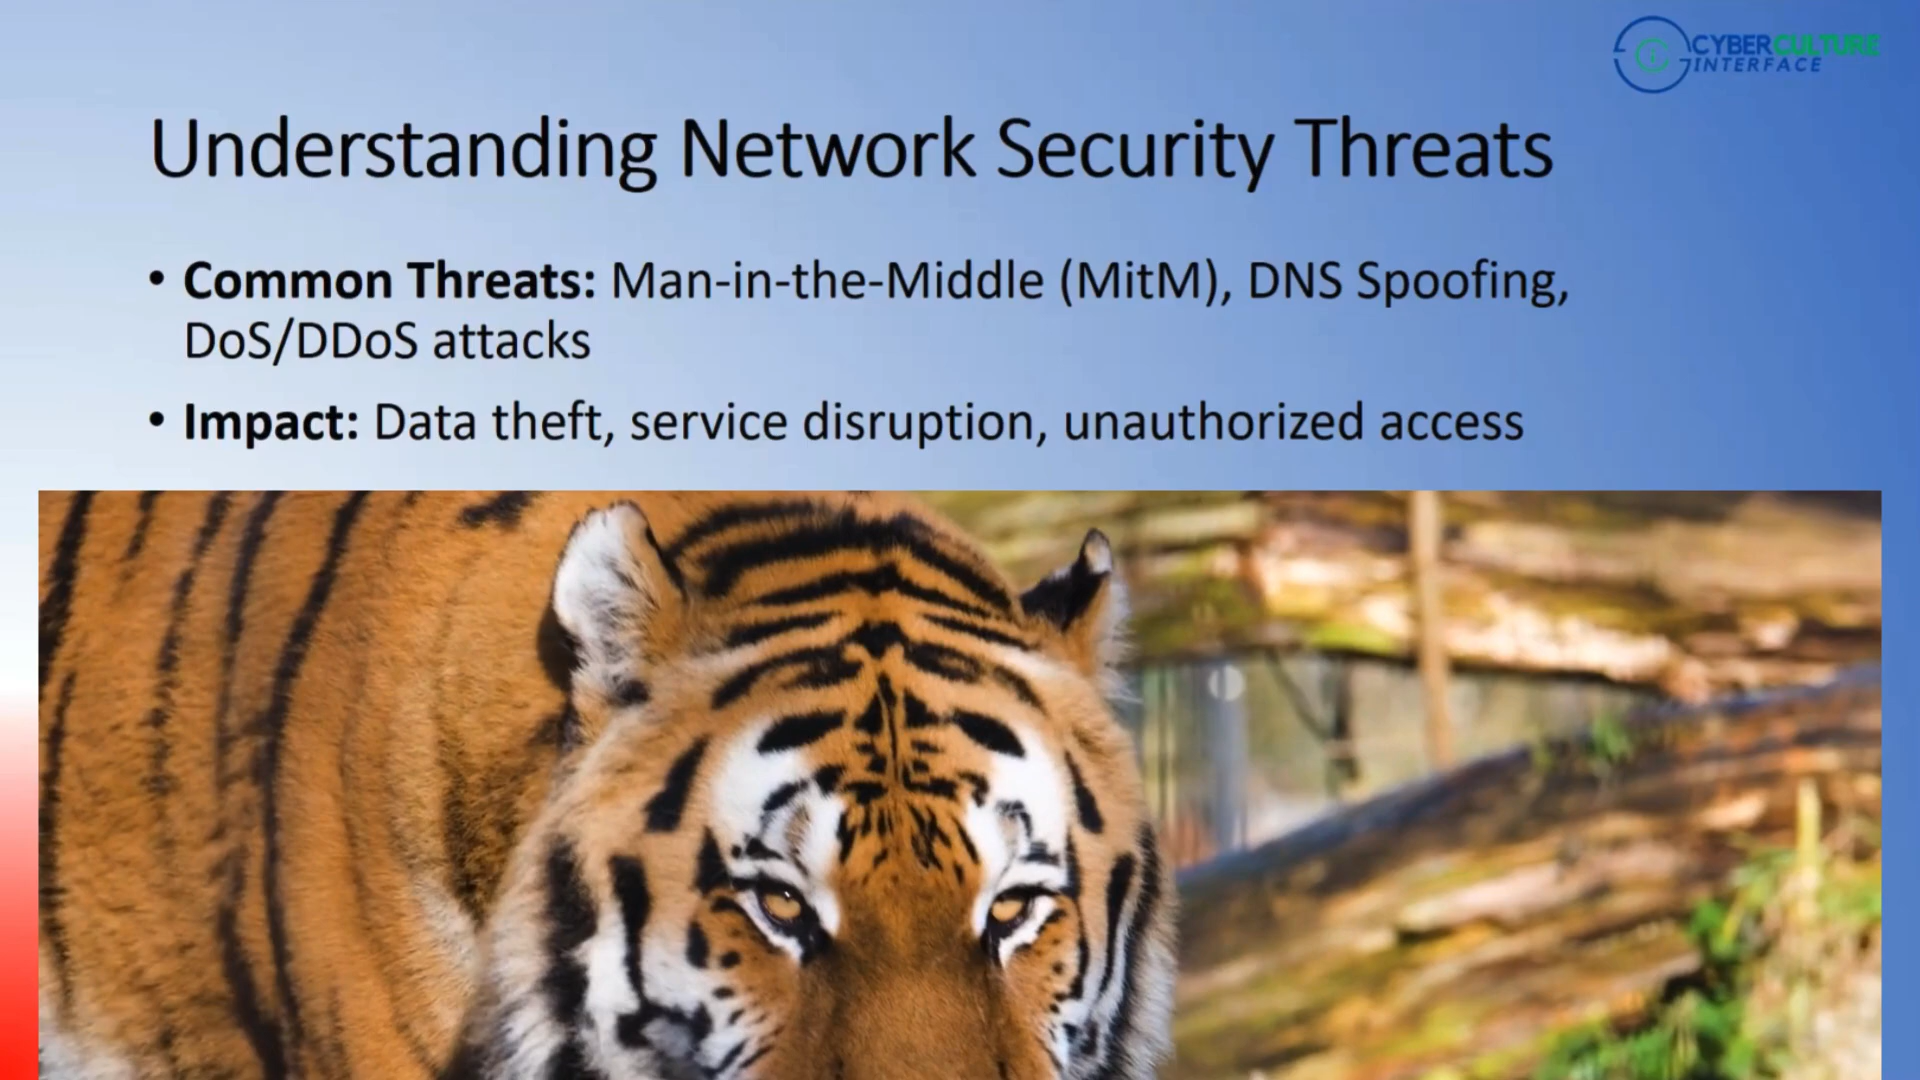 CYBERCULTURE
INTERFACE
Understanding Network Security Threats
• Common Threats: Man-in-the-Middle (MitM), DNS Spoofing,
DoS/DDoS attacks
• Impact: Data theft, service disruption, unauthorized access